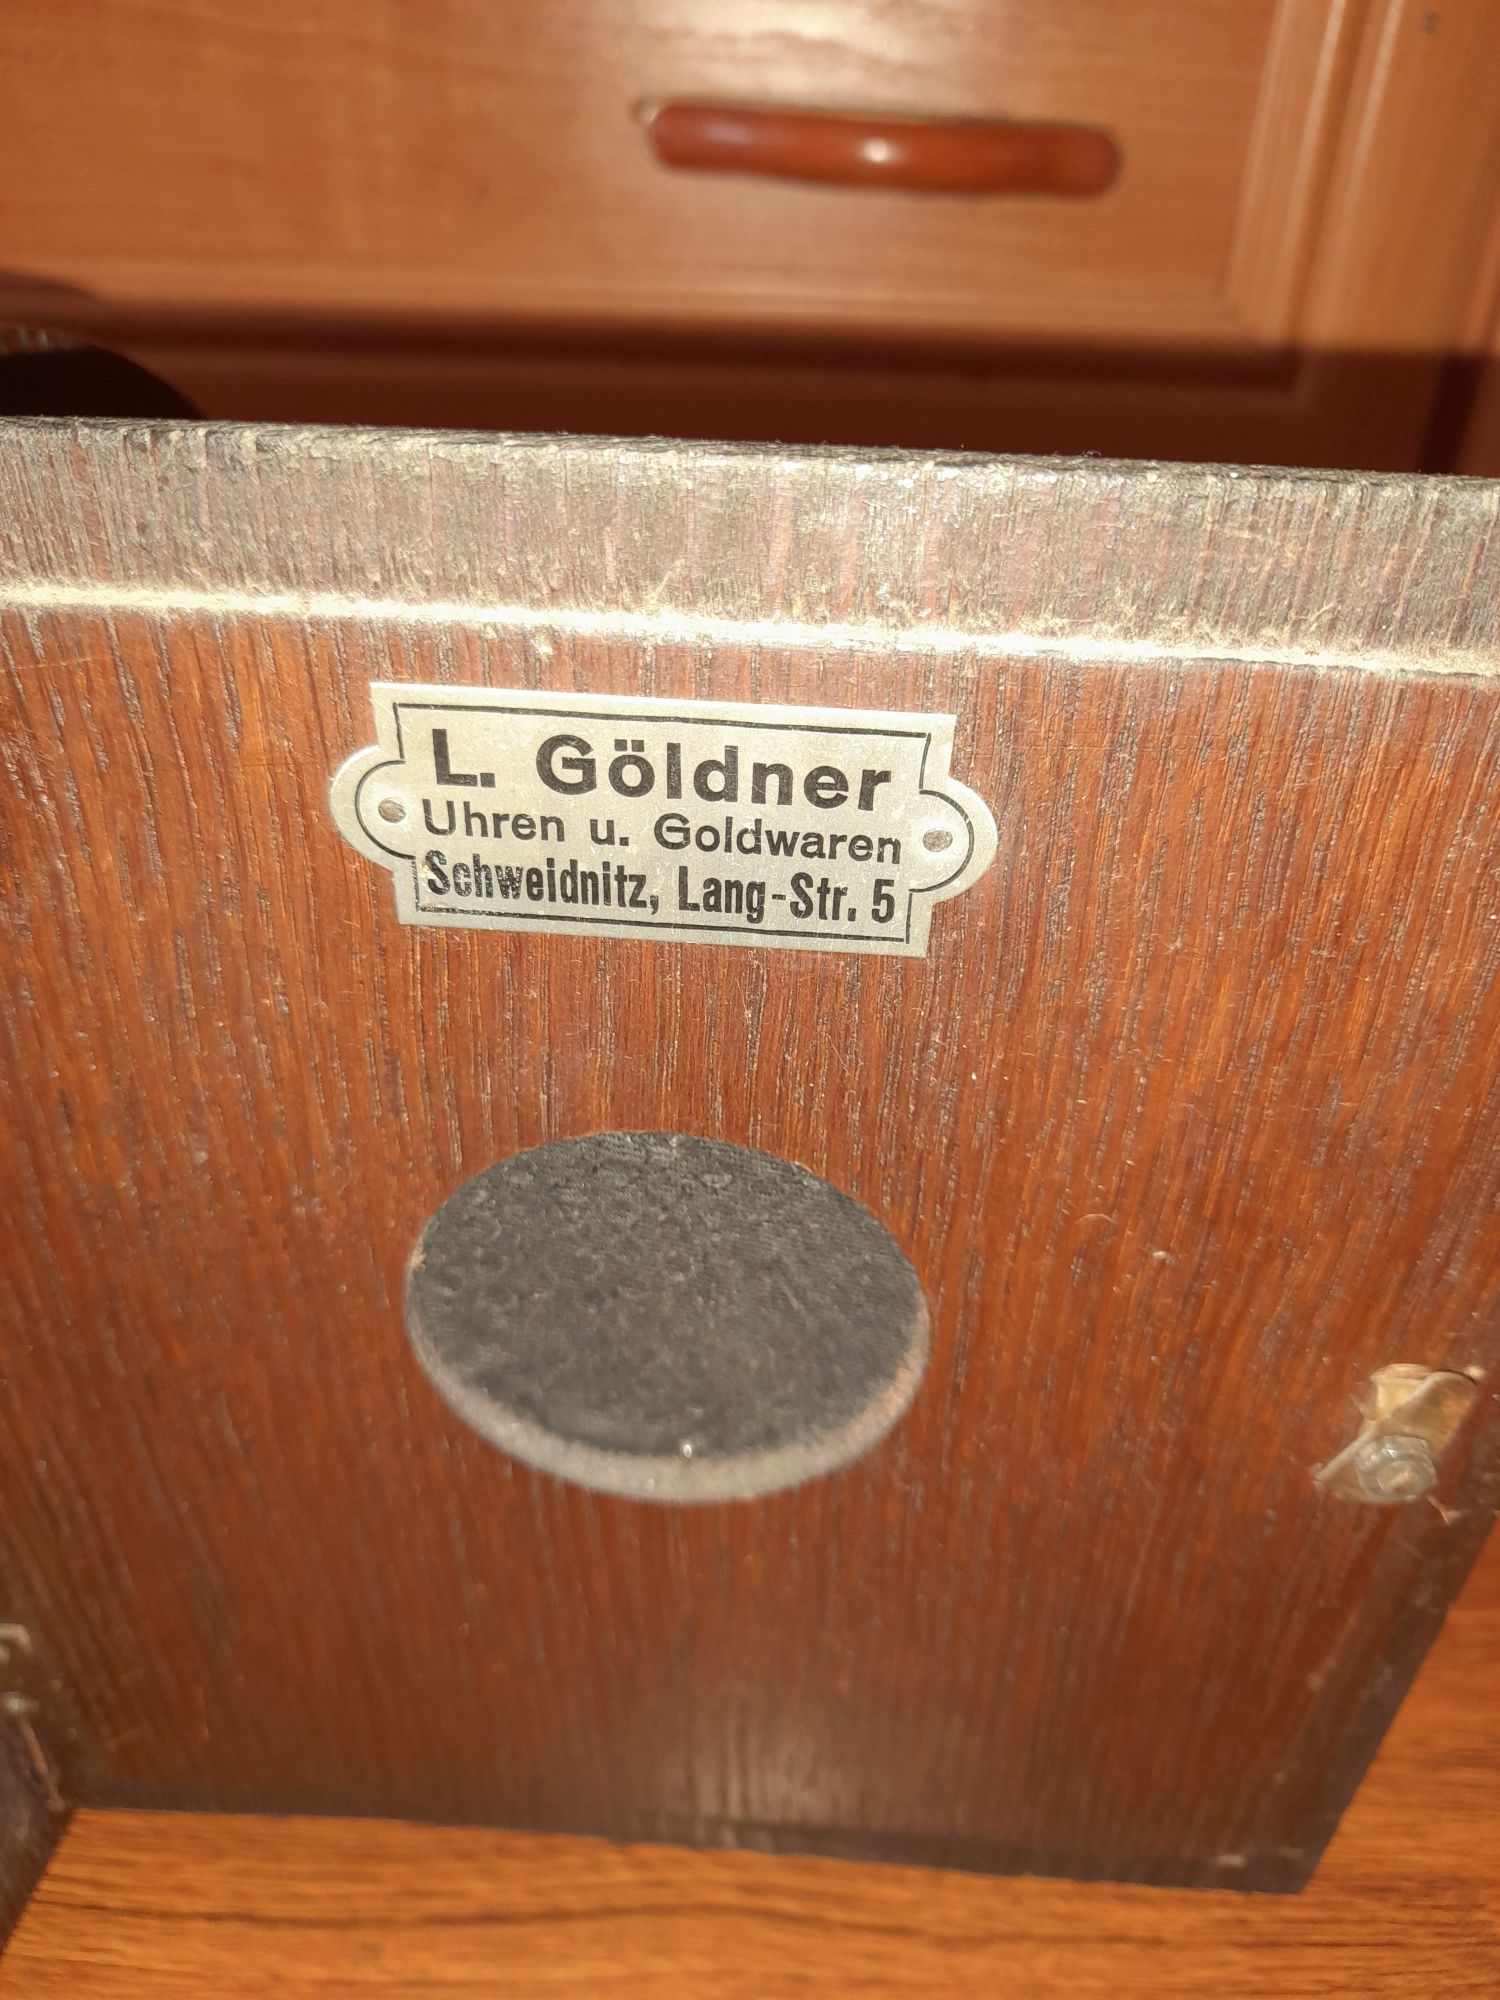 L. Göldner
Uhren u. Goldwaren
Schweidnitz, Lang-Str. 5